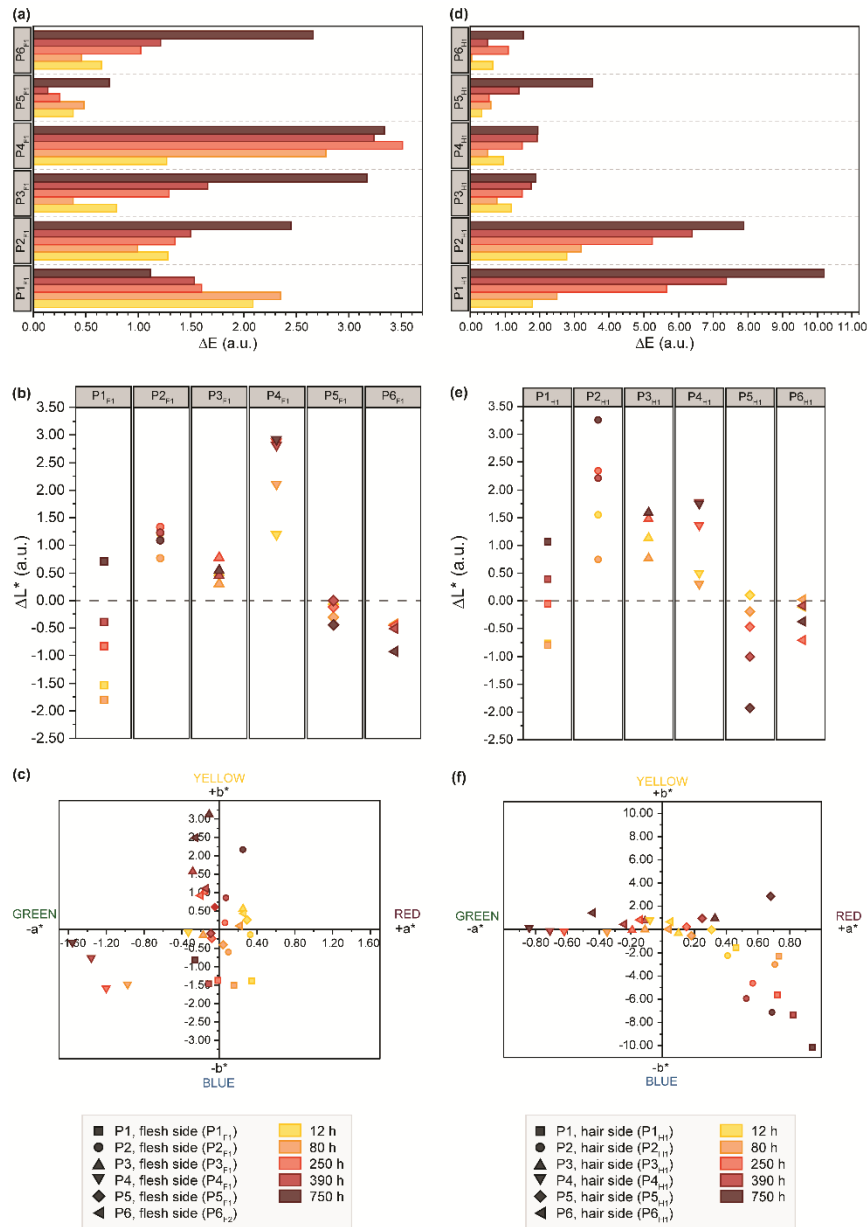 (a)
P6F1
P5F1
P4F1
P3F1
P2F1
P1F1
0.00 0.50 1.00 1.50 2.00 2.50 3.00 3.50
ΔE (a.u.)
(d)
P6H1
P5H1
P4H1
P3H1
P2H1
P1H1
0.00 1.00 2.00 3.00 4.00 5.00 6.00 7.00 8.00 9.00 10.00 11.00
ΔE (a.u.)
(b)
P1F1 P2F1 P3F1 P4F1 P5F1 P6F1
3.50
3.00
2.50
2.00
1.50
1.00
0.50
0.00
-0.50
-1.00
-1.50
-2.00
-2.50
ΔL* (a.u.)
(e)
P1H1 P2H1 P3H1 P4H1 P5H1 P6H1
3.50
3.00
2.50
2.00
1.50
1.00
0.50
0.00
-0.50
-1.00
-1.50
-2.00
-2.50
ΔL* (a.u.)
(c)
YELLOW
+b*
3.00
2.50
2.00
1.50
1.00
0.50
-0.50
-1.00
-1.50
-2.00
-2.50
-3.00
GREEN
-a*
-1.60 -1.20 -0.80 -0.40 0.40 0.80 1.20 1.60
RED
+a*
-b*
BLUE
(f)
YELLOW
+b*
10.00
8.00
6.00
4.00
2.00
-2.00
-4.00
-6.00
-8.00
-10.00
GREEN
-a*
-0.80 -0.60 -0.40 -0.20 0.20 0.40 0.60 0.80
RED
+a*
-b*
BLUE
P1, flesh side (P1F1)
P2, flesh side (P2F1)
P3, flesh side (P3F1)
P4, flesh side (P4F1)
P5, flesh side (P5F1)
P6, flesh side (P6F2)
12 h
80 h
250 h
390 h
750 h
P1, hair side (P1H1)
P2, hair side (P2H1)
P3, hair side (P3H1)
P4, hair side (P4H1)
P5, hair side (P5H1)
P6, hair side (P6H1)
12 h
80 h
250 h
390 h
750 h